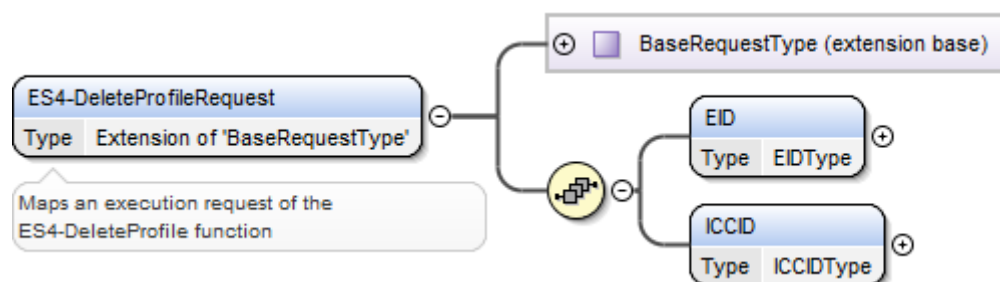 BaseRequestType (extension base)
ES4-DeleteProfileRequest
Type Extension of 'BaseRequestType'
Maps an execution request of the
ES4-DeleteProfile function
EID
Type EIDType
ICCID
Type ICCIDType